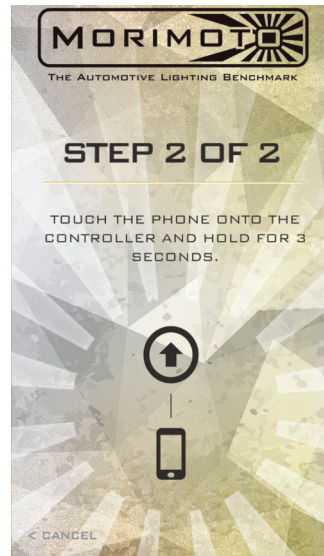 MORIMOTO
THE AUTOMOTIVE LIGHTING BENCHMARK
STEP 2 OF 2
TOUCH THE PHONE ONTO THE
CONTROLLER AND HOLD FOR 3
SECONDS.
< CANCEL